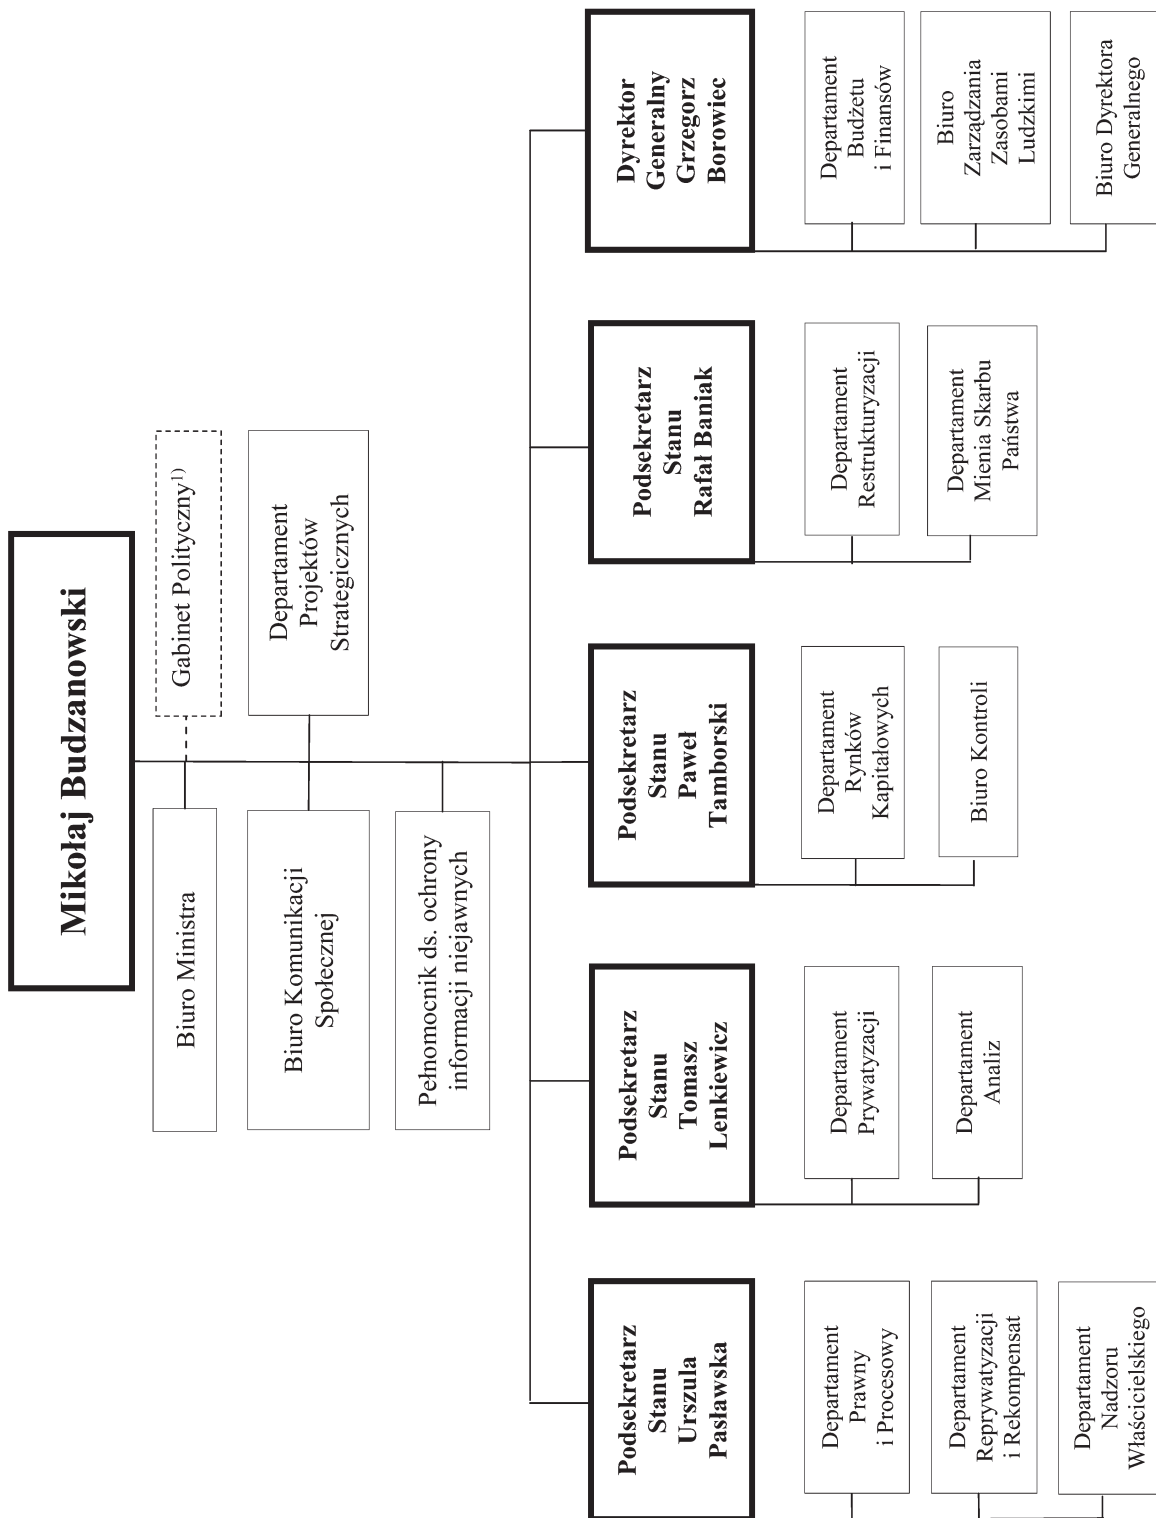 Mikołaj Budzanowski
Biuro Ministra
Gabinet Polityczny¹⁾
Biuro Komunikacji
Społecznej
Departament
Projektów
Strategicznych
Pełnomocnik ds. ochrony
informacji niejawnych
Podsekretarz
Stanu
Urszula
Pasławska
Departament
Prawny
i Procesowy
Departament
Reprywatyzacji
i Rekompensat
Departament
Nadzoru
Właścicielskiego
Podsekretarz
Stanu
Tomasz
Lenkiewicz
Departament
Prywatyzacji
Departament
Analiz
Podsekretarz
Stanu
Paweł
Tamborski
Departament
Rynków
Kapitałowych
Biuro Kontroli
Podsekretarz
Stanu
Rafał Baniak
Departament
Restrukturyzacji
Departament
Mienia Skarbu
Państwa
Dyrektor
Generalny
Grzegorz
Borowiec
Departament
Budżetu
i Finansów
Biuro
Zarządzania
Zasobami
Ludzkimi
Biuro Dyrektora
Generalnego